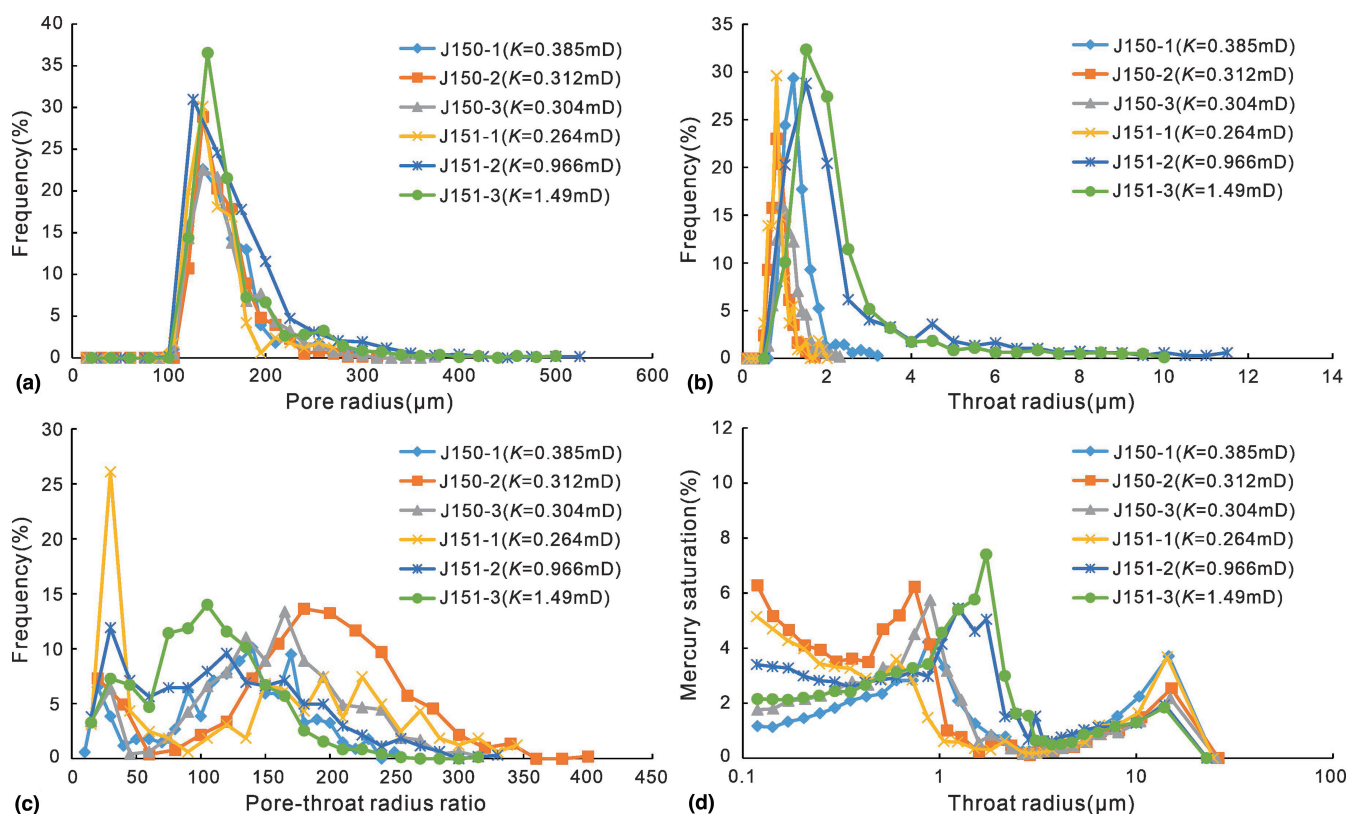 40
35
30
25
20
15
10
5
0
Frequency(%)
0 100 200 300 400 500 600
Pore radius(μm)
J150-1(K=0.385mD)
J150-2(K=0.312mD)
J150-3(K=0.304mD)
J151-1(K=0.264mD)
J151-2(K=0.966mD)
J151-3(K=1.49mD)
(a)
35
30
25
20
15
10
5
0
Frequency(%)
0 2 4 6 8 10 12 14
Throat radius(μm)
J150-1(K=0.385mD)
J150-2(K=0.312mD)
J150-3(K=0.304mD)
J151-1(K=0.264mD)
J151-2(K=0.966mD)
J151-3(K=1.49mD)
(b)
30
25
20
15
10
5
0
Frequency(%)
0 50 100 150 200 250 300 350 400 450
Pore-throat radius ratio
J150-1(K=0.385mD)
J150-2(K=0.312mD)
J150-3(K=0.304mD)
J151-1(K=0.264mD)
J151-2(K=0.966mD)
J151-3(K=1.49mD)
(c)
12
10
8
6
4
2
0
Mercury saturation(%)
0.1 1 10 100
Throat radius(μm)
J150-1(K=0.385mD)
J150-2(K=0.312mD)
J150-3(K=0.304mD)
J151-1(K=0.264mD)
J151-2(K=0.966mD)
J151-3(K=1.49mD)
(d)